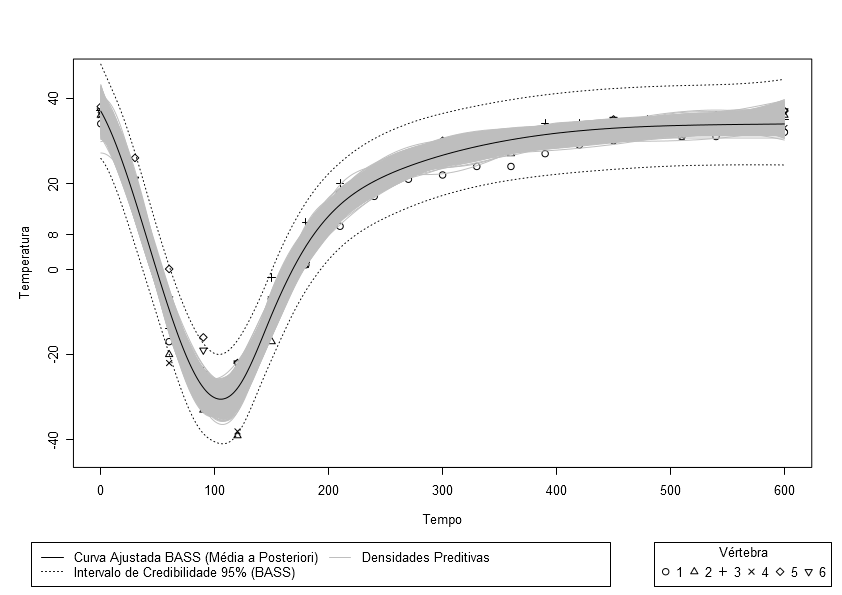 40
20
8
0
-20
-40
Temperatura
0 100 200 300 400 500 600
Tempo
Curva Ajustada BASS (Média a Posteriori) Densidades Preditivas
Intervalo de Credibilidade 95% (BASS)
Vértebra
1 2 3 4 5 6